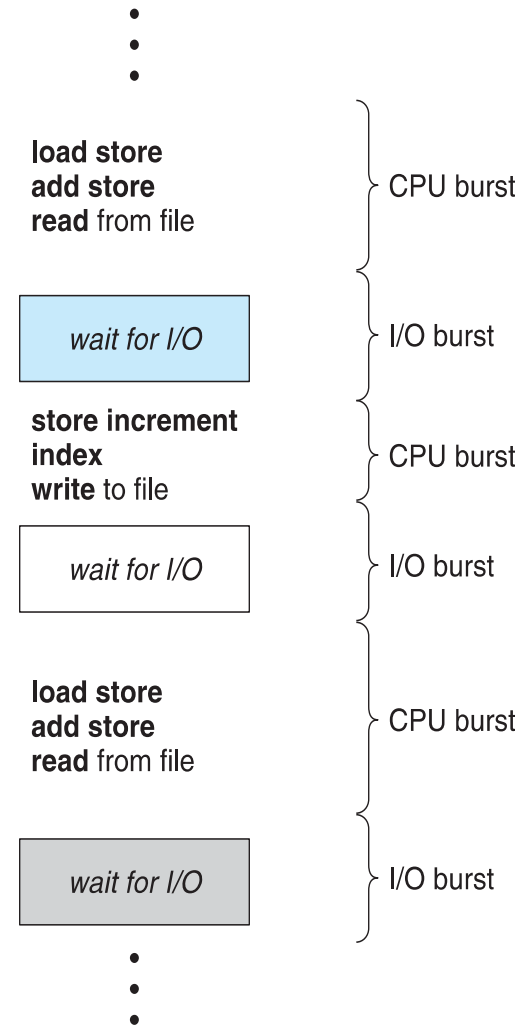 load store
add store
read from file
CPU burst
wait for I/O
I/O burst
store increment
index
write to file
CPU burst
wait for I/O
I/O burst
load store
add store
read from file
CPU burst
wait for I/O
I/O burst